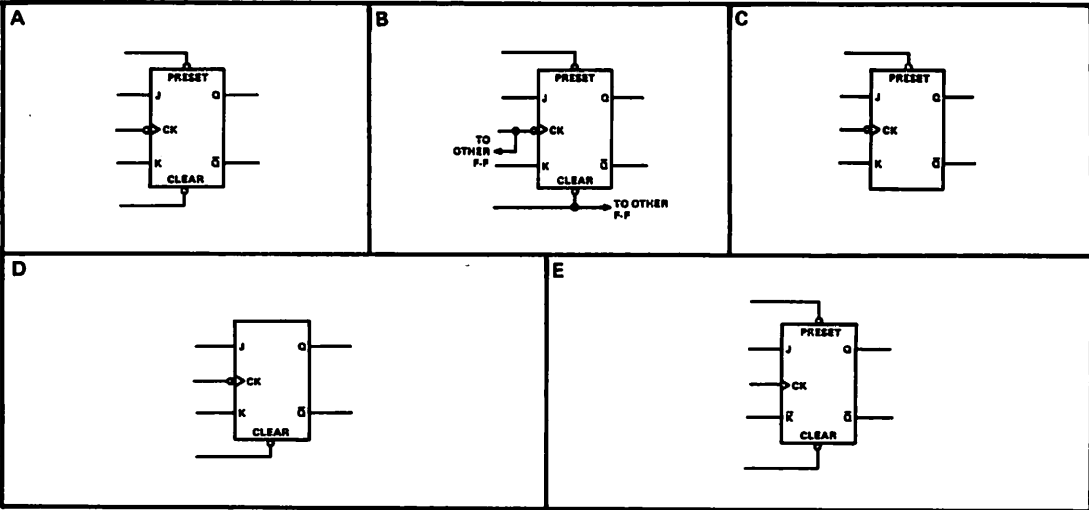 A
PRESET
J Q
CK
K Q̅
CLEAR
B
PRESET
J Q
CK
TO
OTHER
F-F
K Q̅
CLEAR
TO OTHER
F-F
C
PRESET
J Q
CK
K Q̅
D
J Q
CK
K Q̅
CLEAR
E
PRESET
J Q
CK
K̅ Q̅
CLEAR